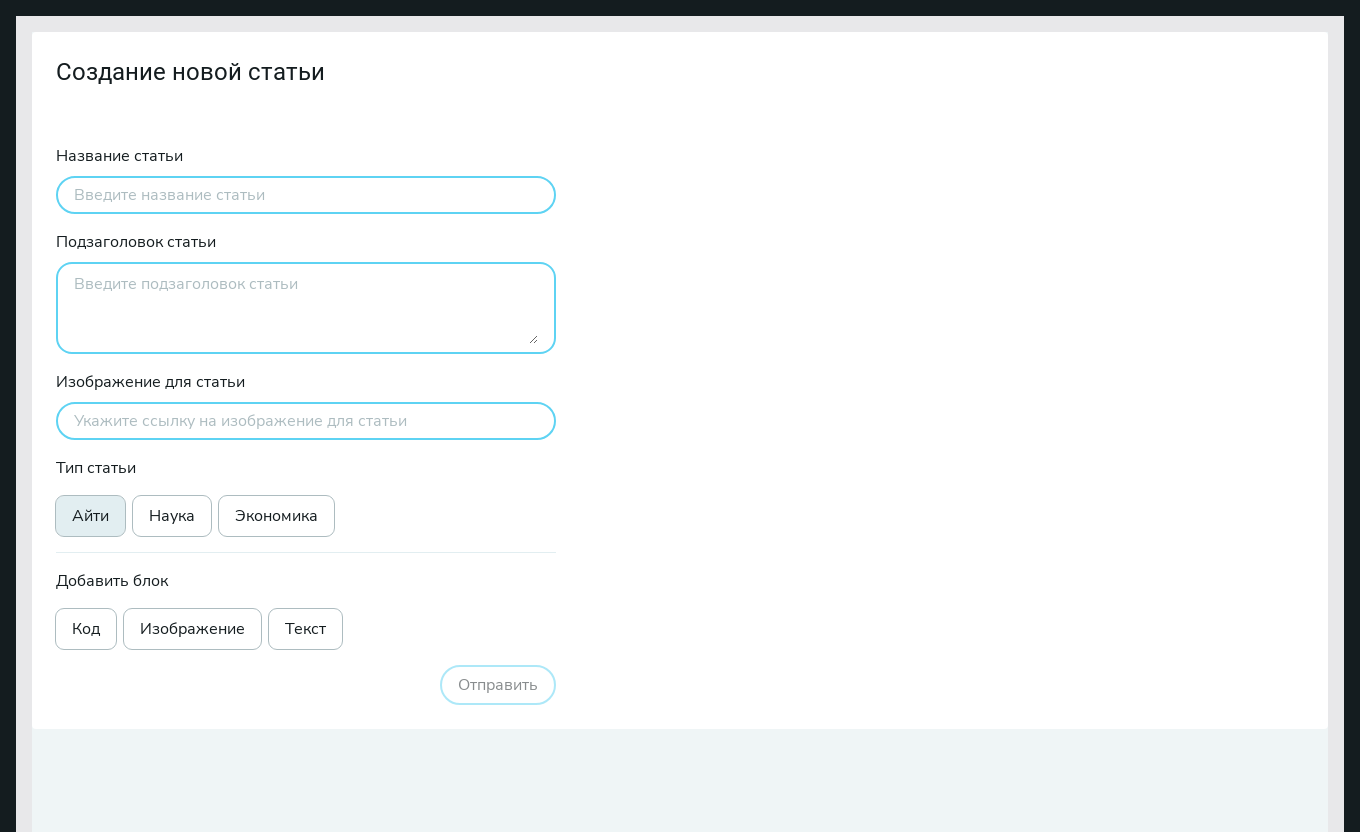 Создание новой статьи
Название статьи
Введите название статьи
Подзаголовок статьи
Введите подзаголовок статьи
Изображение для статьи
Укажите ссылку на изображение для статьи
Тип статьи
Айти Наука Экономика
Добавить блок
Код Изображение Текст
Отправить